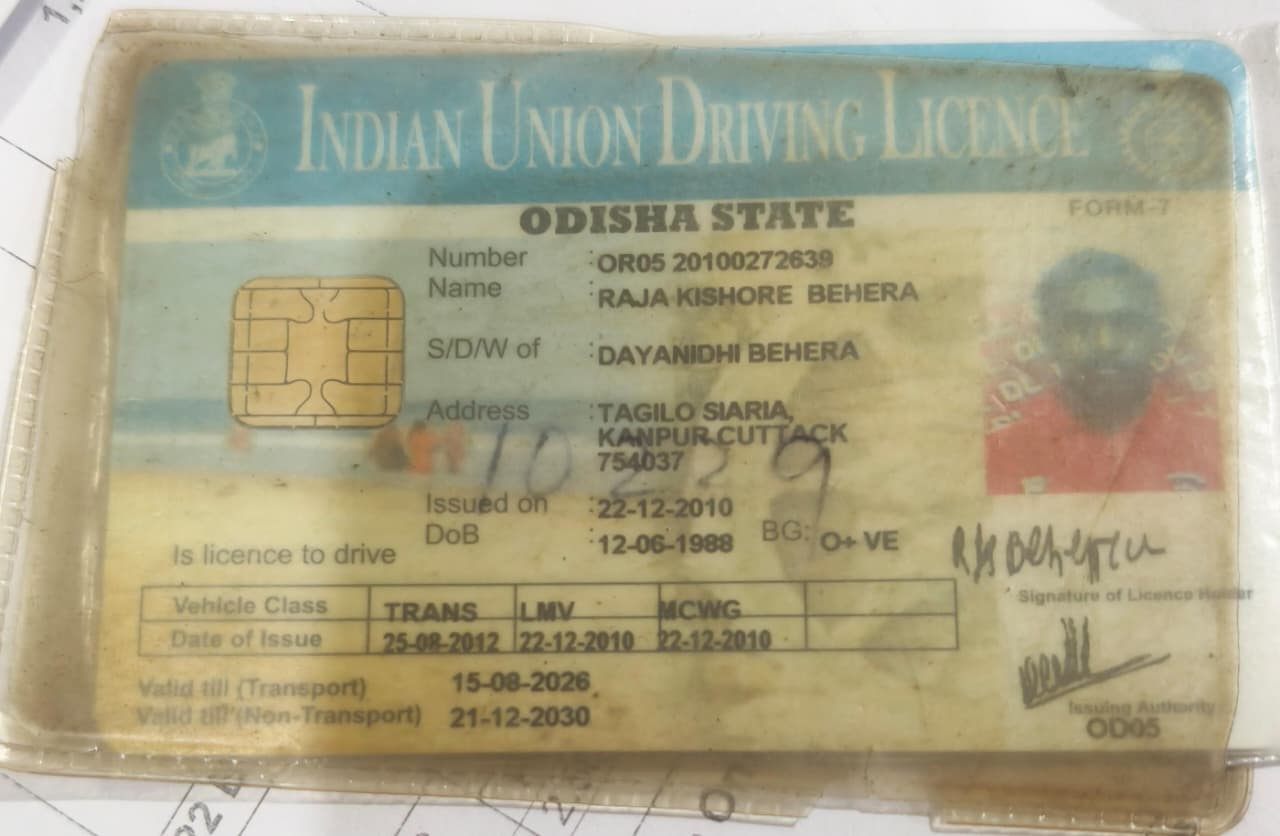 INDIAN UNION DRIVING LICENCE
ODISHA STATE
FORM-7
Number : OR05 20100272639
Name : RAJA KISHORE BEHERA
S/D/W of : DAYANIDHI BEHERA
Address : TAGILO SIARIA,
KANPUR,CUTTACK
754037
Issued on : 22-12-2010
DoB : 12-06-1988 BG: O+ VE
Is licence to drive
Vehicle Class TRANS LMV MCWG
Date of Issue 25-08-2012 22-12-2010 22-12-2010
Valid till (Transport) 15-08-2026
Valid till (Non-Transport) 21-12-2030
Signature of Licence Holder
Issuing Authority
OD05